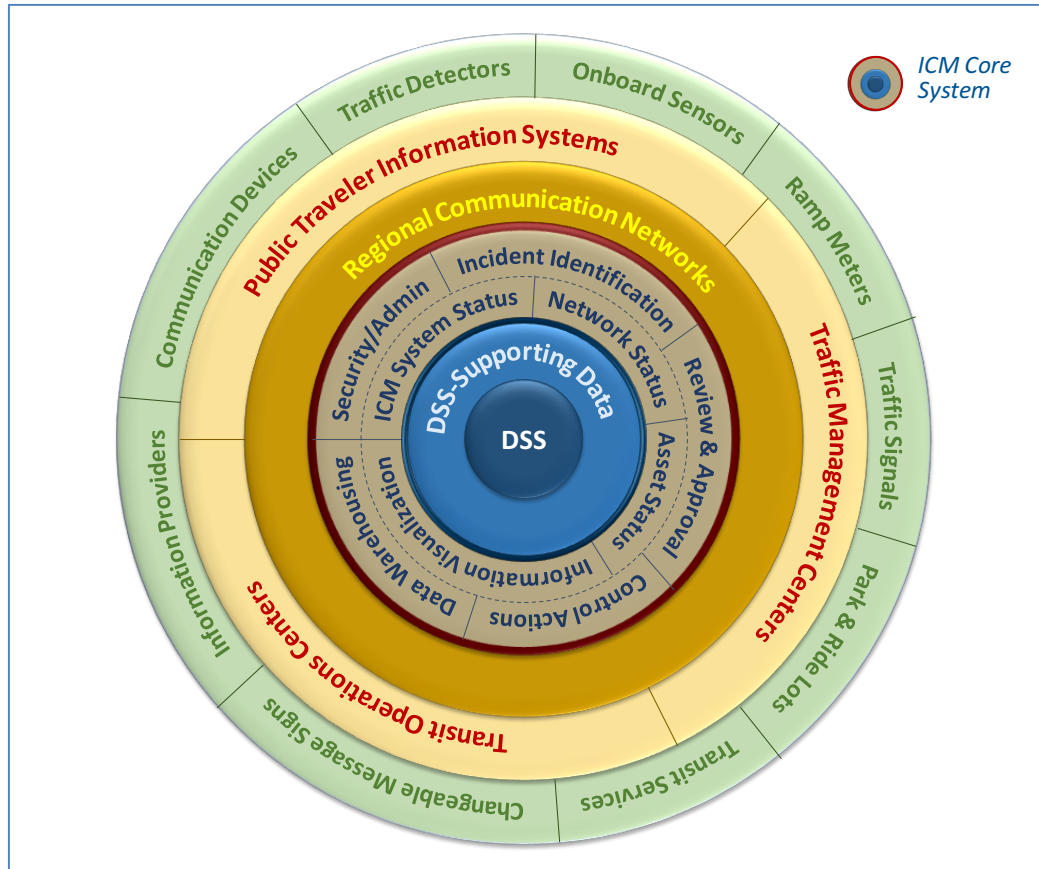 ICM Core
System
Traffic Detectors
Onboard Sensors
Ramp Meters
Traffic Signals
Park & Ride Lots
Transit Services
Changeable Message Signs
Information Providers
Communication Devices
Public Traveler Information Systems
Traffic Management Centers
Transit Operations Centers
Regional Communication Networks
Incident Identification
Review & Approval
Control Actions
Data Warehousing
Security/Admin
ICM System Status
Network Status
Asset Status
Information Visualization
DSS-Supporting Data
DSS